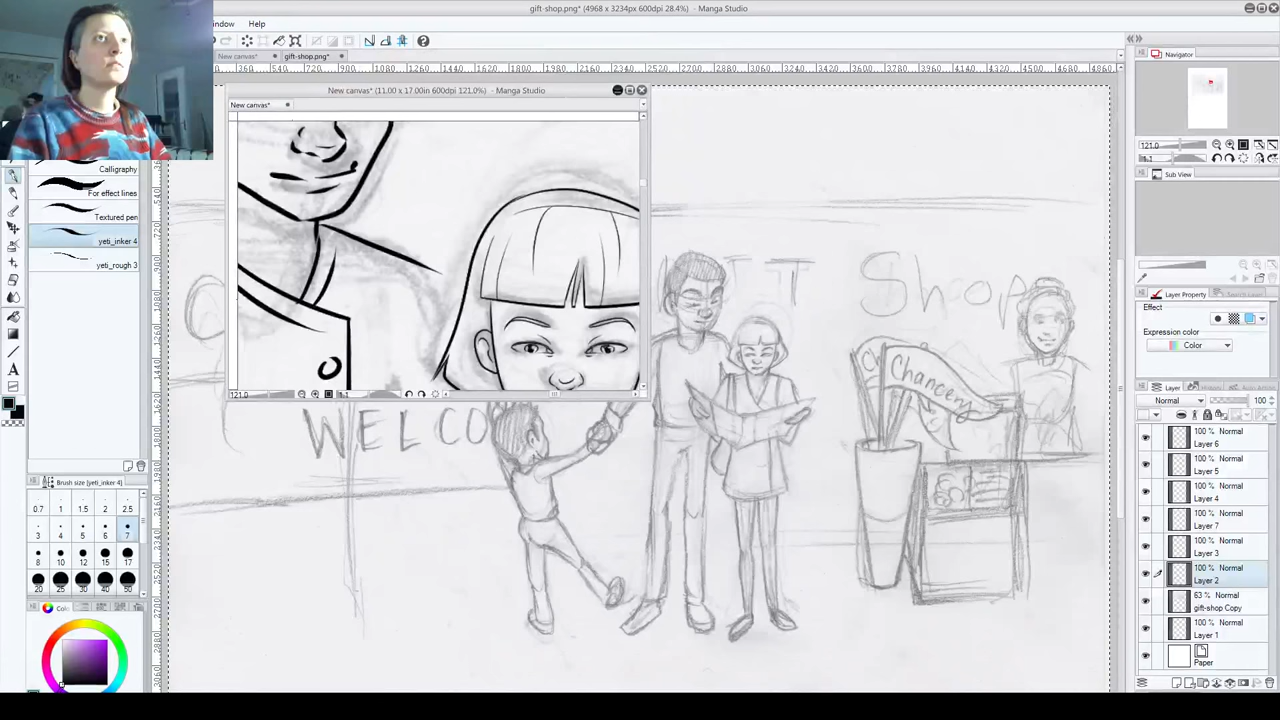 gift-shop.png* (4968 x 3234px 600dpi 28.4%) - Manga Studio
Window Help
New canvas* gift-shop.png*
New canvas* (11.00 x 17.00in 600dpi 121.0%) - Manga Studio
New canvas*
121.0
Calligraphy
For effect lines
Textured pen
yeti_inker 4
yeti_rough 3
Brush size (yeti_inker 4)
0.7 1 1.5 2 2.5
3 4 5 6 7
8 10 12 15 17
20 25 30 40 50
WELCO
IFT Shop
Chanceeng
Navigator
121.0
Sub View
Layer Property
Effect
Expression color
Color
Layer
Normal 100
100 % Normal
Layer 6
100 % Normal
Layer 5
100 % Normal
Layer 4
100 % Normal
Layer 7
100 % Normal
Layer 3
100 % Normal
Layer 2
63 % Normal
gift-shop Copy
100 % Normal
Layer 1
Paper